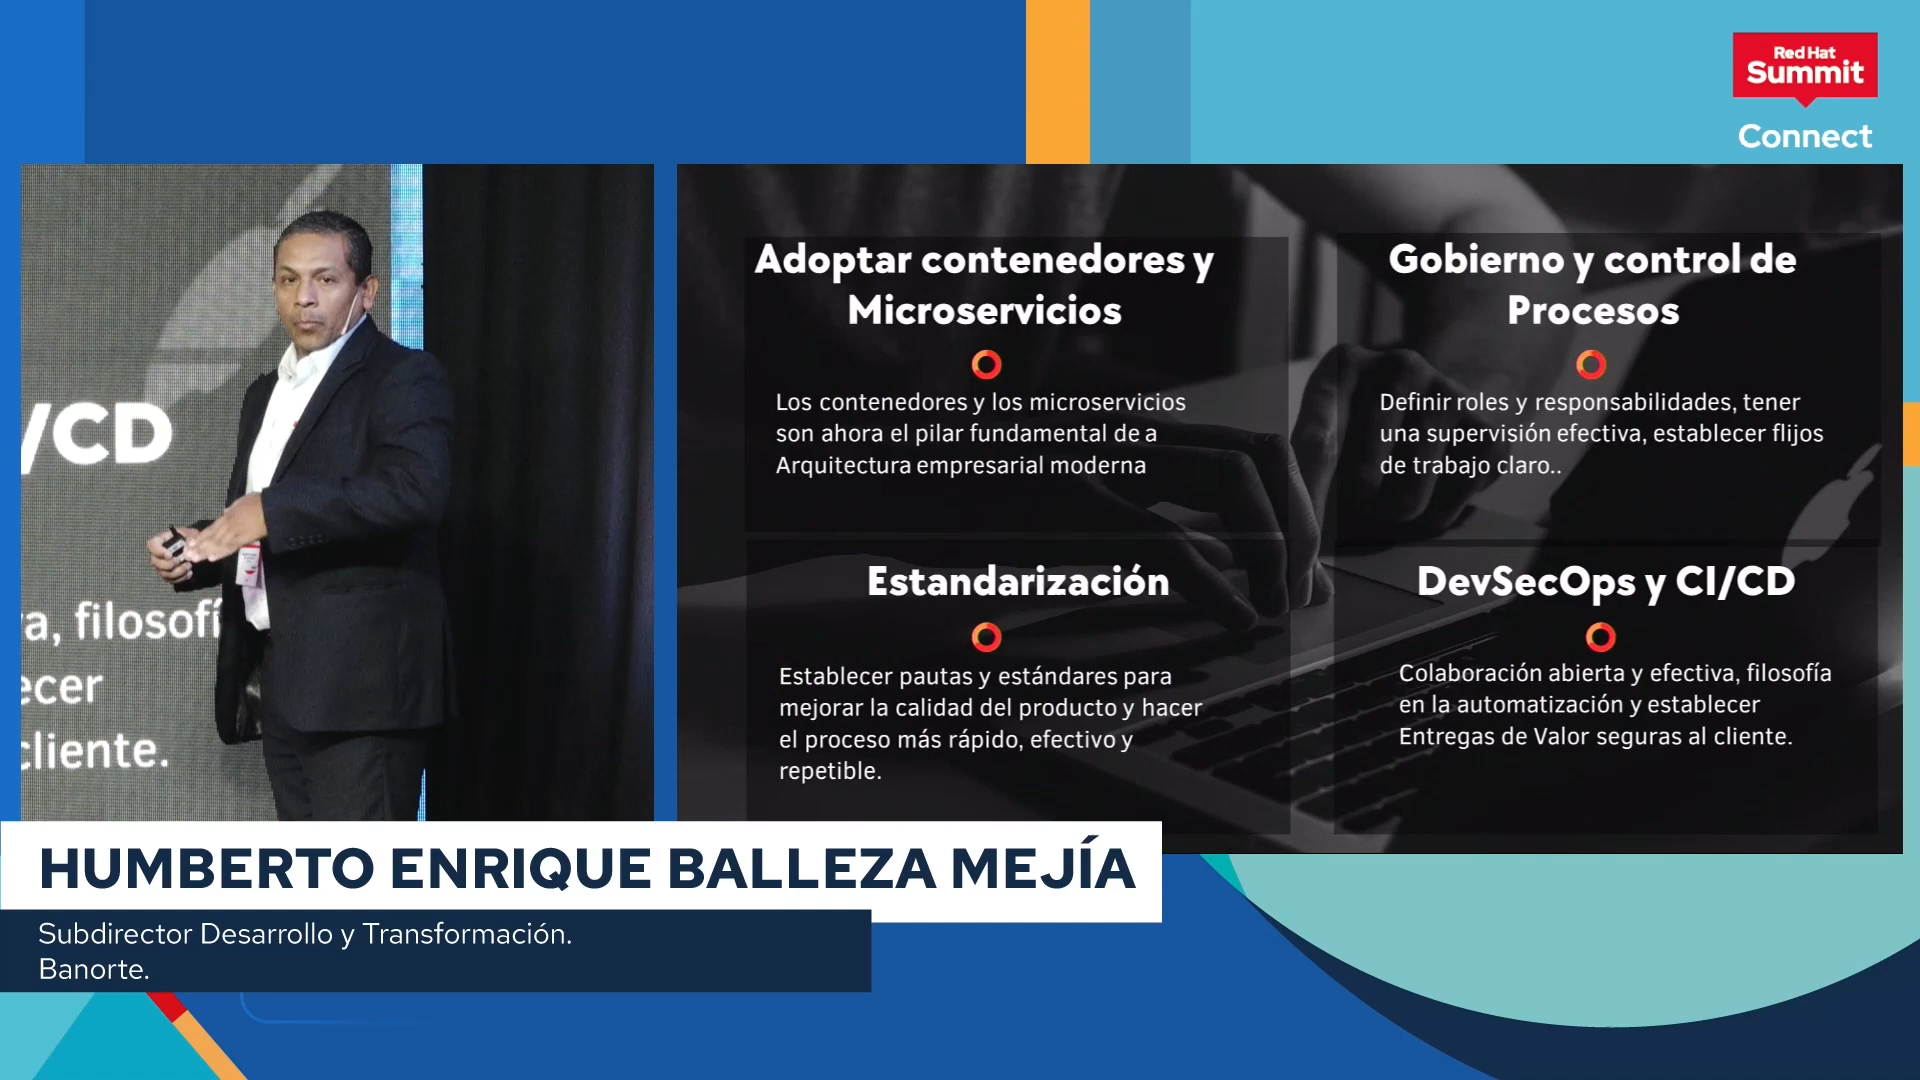 Red Hat
Summit
Connect
/CD
a, filosofí
ecer
cliente.
Adoptar contenedores y
Microservicios
Los contenedores y los microservicios
son ahora el pilar fundamental de a
Arquitectura empresarial moderna
Gobierno y control de
Procesos
Definir roles y responsabilidades, tener
una supervisión efectiva, establecer flijos
de trabajo claro..
Estandarización
Establecer pautas y estándares para
mejorar la calidad del producto y hacer
el proceso más rápido, efectivo y
repetible.
DevSecOps y CI/CD
Colaboración abierta y efectiva, filosofía
en la automatización y establecer
Entregas de Valor seguras al cliente.
HUMBERTO ENRIQUE BALLEZA MEJÍA
Subdirector Desarrollo y Transformación.
Banorte.